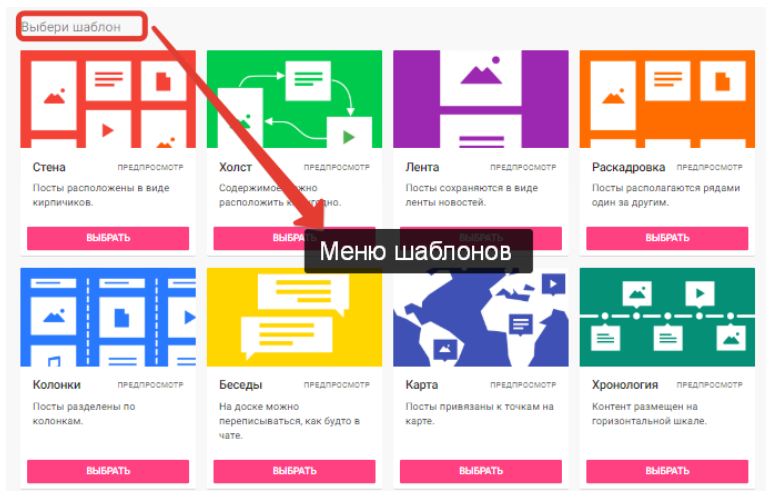 Выбери шаблон
Стена ПРЕДПРОСМОТР
Посты расположены в виде
кирпичиков.
ВЫБРАТЬ
Холст ПРЕДПРОСМОТР
Содержимое можно
расположить как угодно.
ВЫБРАТЬ
Лента ПРЕДПРОСМОТР
Посты сохраняются в виде
ленты новостей.
ВЫБРАТЬ
Раскадровка ПРЕДПРОСМОТР
Посты располагаются рядами
один за другим.
ВЫБРАТЬ
Меню шаблонов
Колонки ПРЕДПРОСМОТР
Посты разделены по
колонкам.
ВЫБРАТЬ
Беседы ПРЕДПРОСМОТР
На доске можно
переписываться, как будто в
чате.
ВЫБРАТЬ
Карта ПРЕДПРОСМОТР
Посты привязаны к точкам на
карте.
ВЫБРАТЬ
Хронология ПРЕДПРОСМОТР
Контент размещен на
горизонтальной шкале.
ВЫБРАТЬ